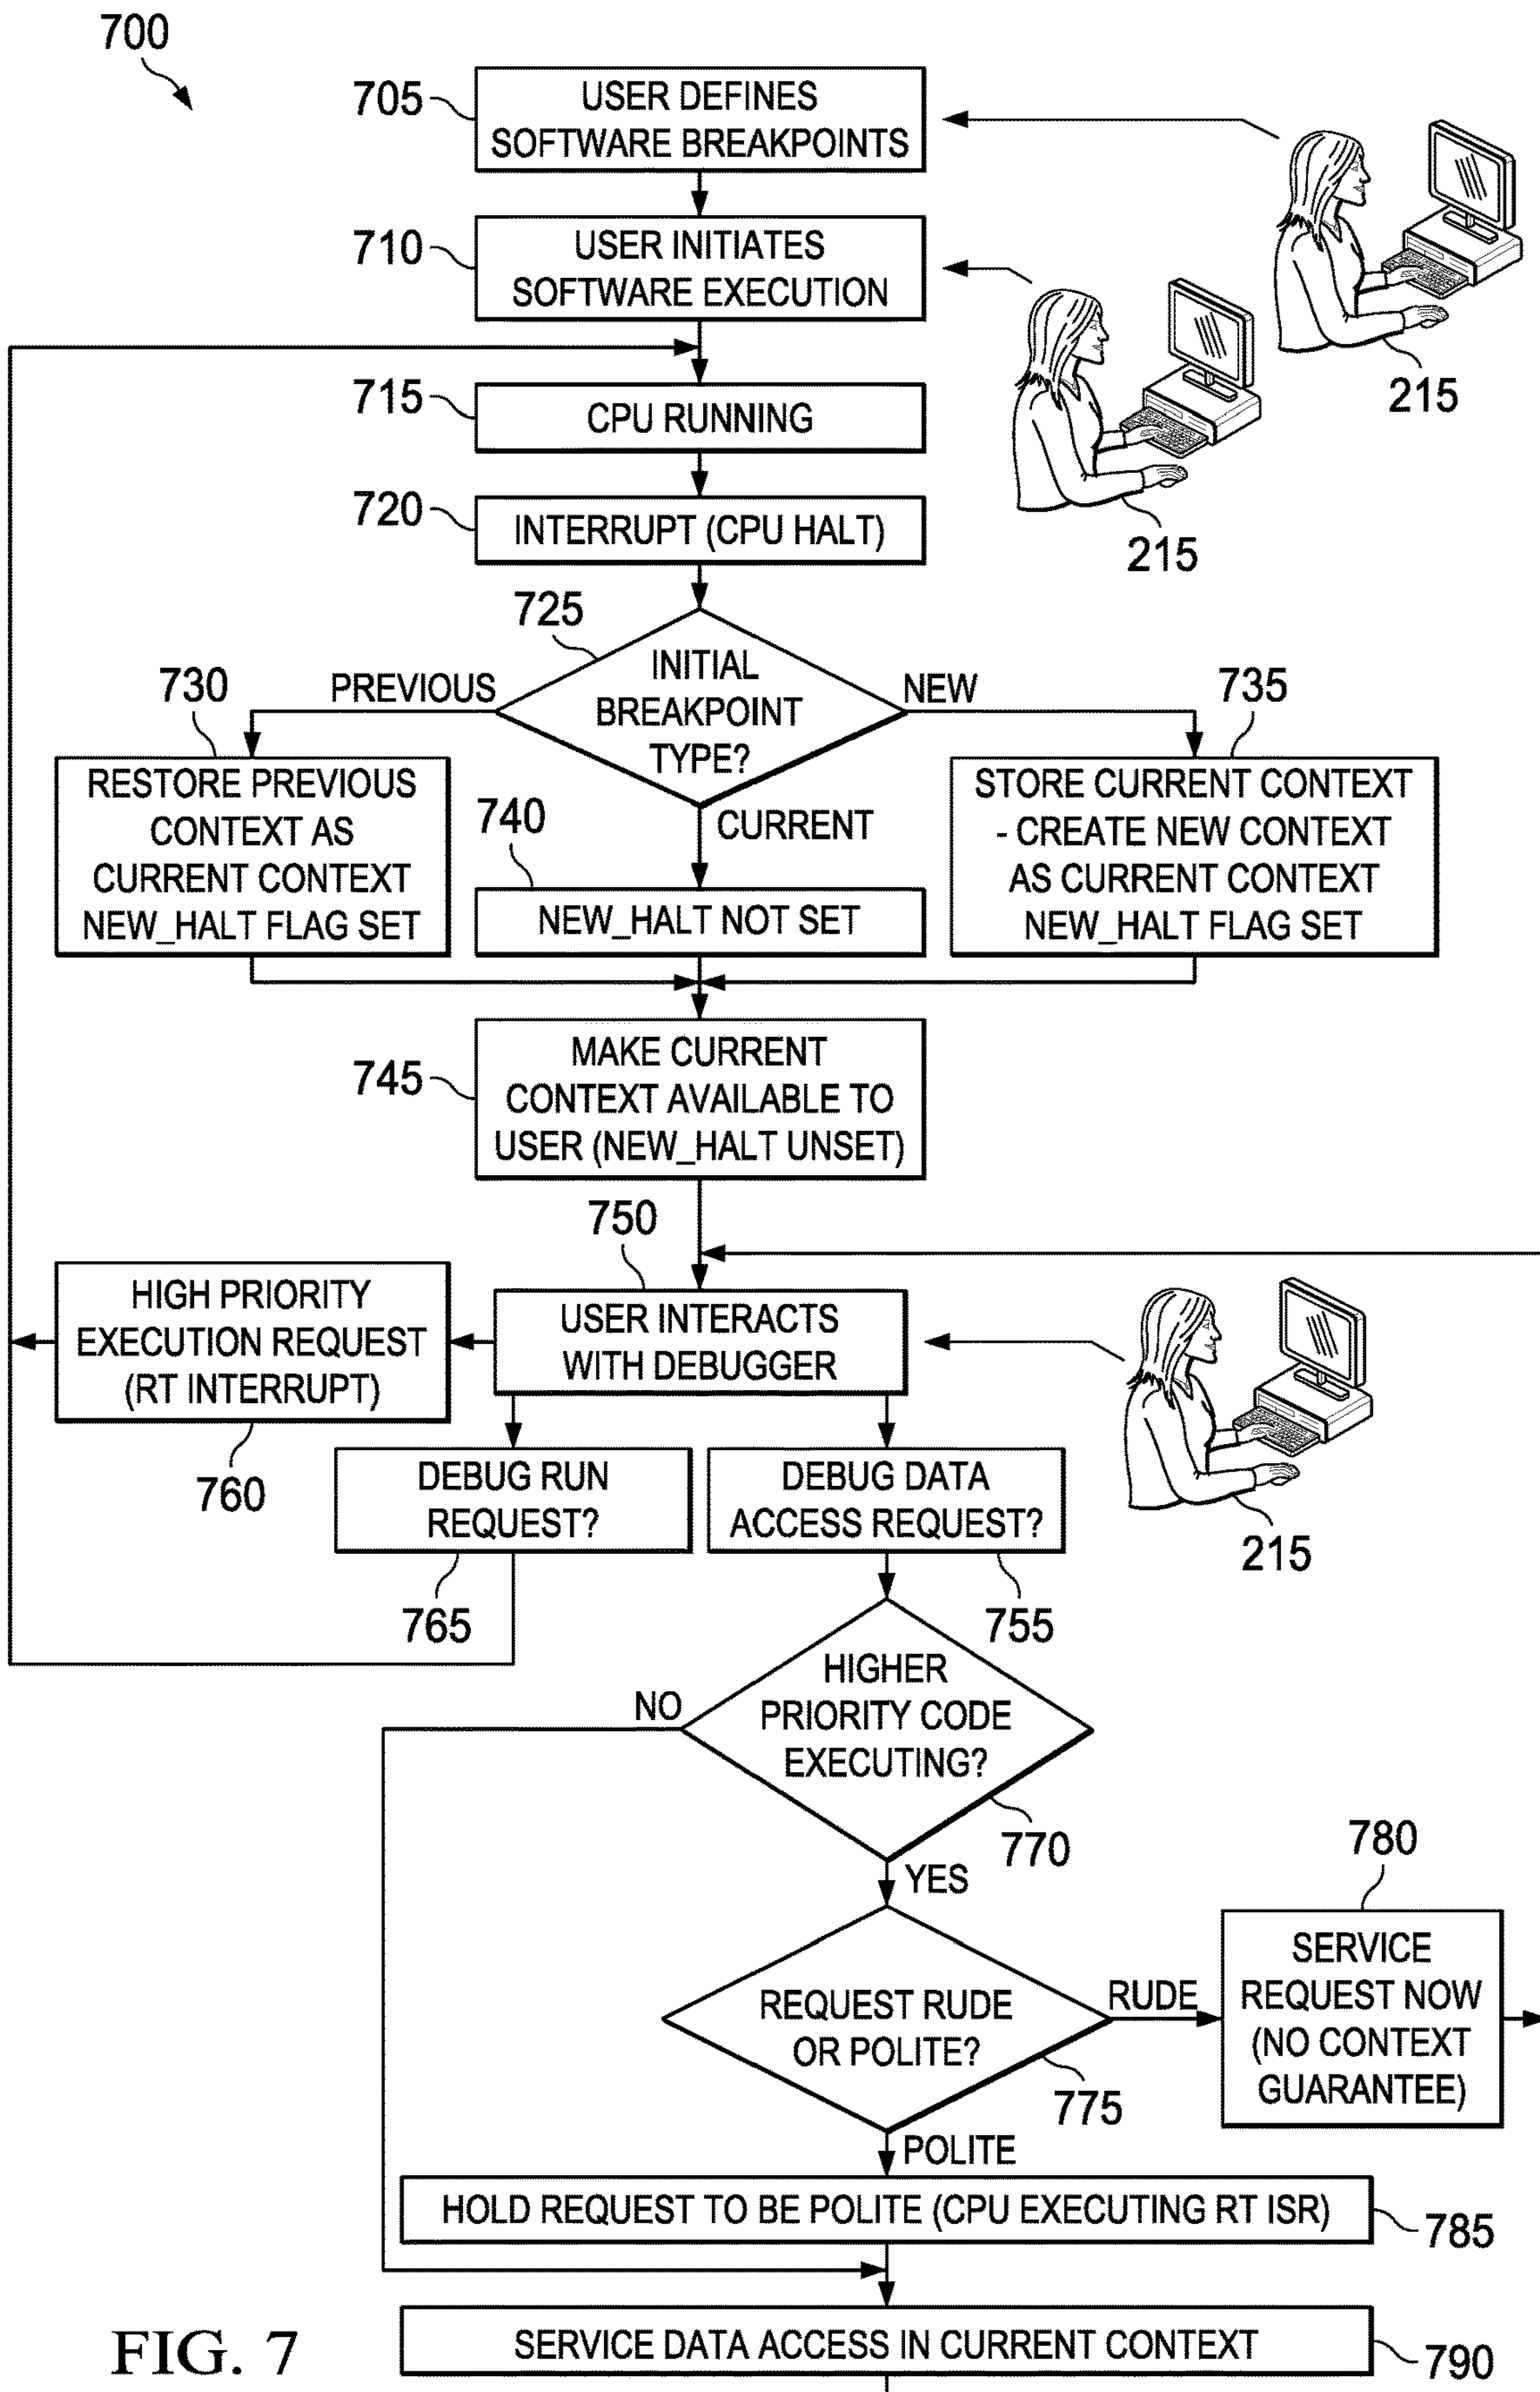 700
705
USER DEFINES
SOFTWARE BREAKPOINTS
710
USER INITIATES
SOFTWARE EXECUTION
215
715
CPU RUNNING
720
INTERRUPT (CPU HALT)
215
725
INITIAL
BREAKPOINT
TYPE?
PREVIOUS
NEW
CURRENT
730
RESTORE PREVIOUS
CONTEXT AS
CURRENT CONTEXT
NEW_HALT FLAG SET
740
NEW_HALT NOT SET
735
STORE CURRENT CONTEXT
- CREATE NEW CONTEXT
AS CURRENT CONTEXT
NEW_HALT FLAG SET
745
MAKE CURRENT
CONTEXT AVAILABLE TO
USER (NEW_HALT UNSET)
750
USER INTERACTS
WITH DEBUGGER
HIGH PRIORITY
EXECUTION REQUEST
(RT INTERRUPT)
760
DEBUG RUN
REQUEST?
765
DEBUG DATA
ACCESS REQUEST?
755
215
HIGHER
PRIORITY CODE
EXECUTING?
NO
770
YES
REQUEST RUDE
OR POLITE?
775
RUDE
780
SERVICE
REQUEST NOW
(NO CONTEXT
GUARANTEE)
POLITE
HOLD REQUEST TO BE POLITE (CPU EXECUTING RT ISR)
785
SERVICE DATA ACCESS IN CURRENT CONTEXT
790
FIG. 7